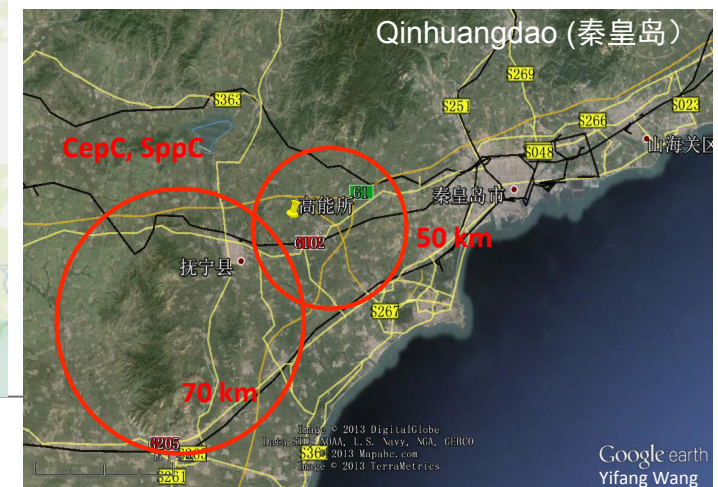 Qinhuangdao (秦皇岛）
S269
S363
S251
S023
S266
CepC, SppC
S048
山海关区
G1
秦皇岛市
高能所
50 km
G102
抚宁县
S267
70 km
Image © 2013 DigitalGlobe
Data SIO, NOAA, U.S. Navy, NGA, GEBCO
G205
© 2013 Mapabc.com
Image © 2013 TerraMetrics
S261
Google earth
Yifang Wang